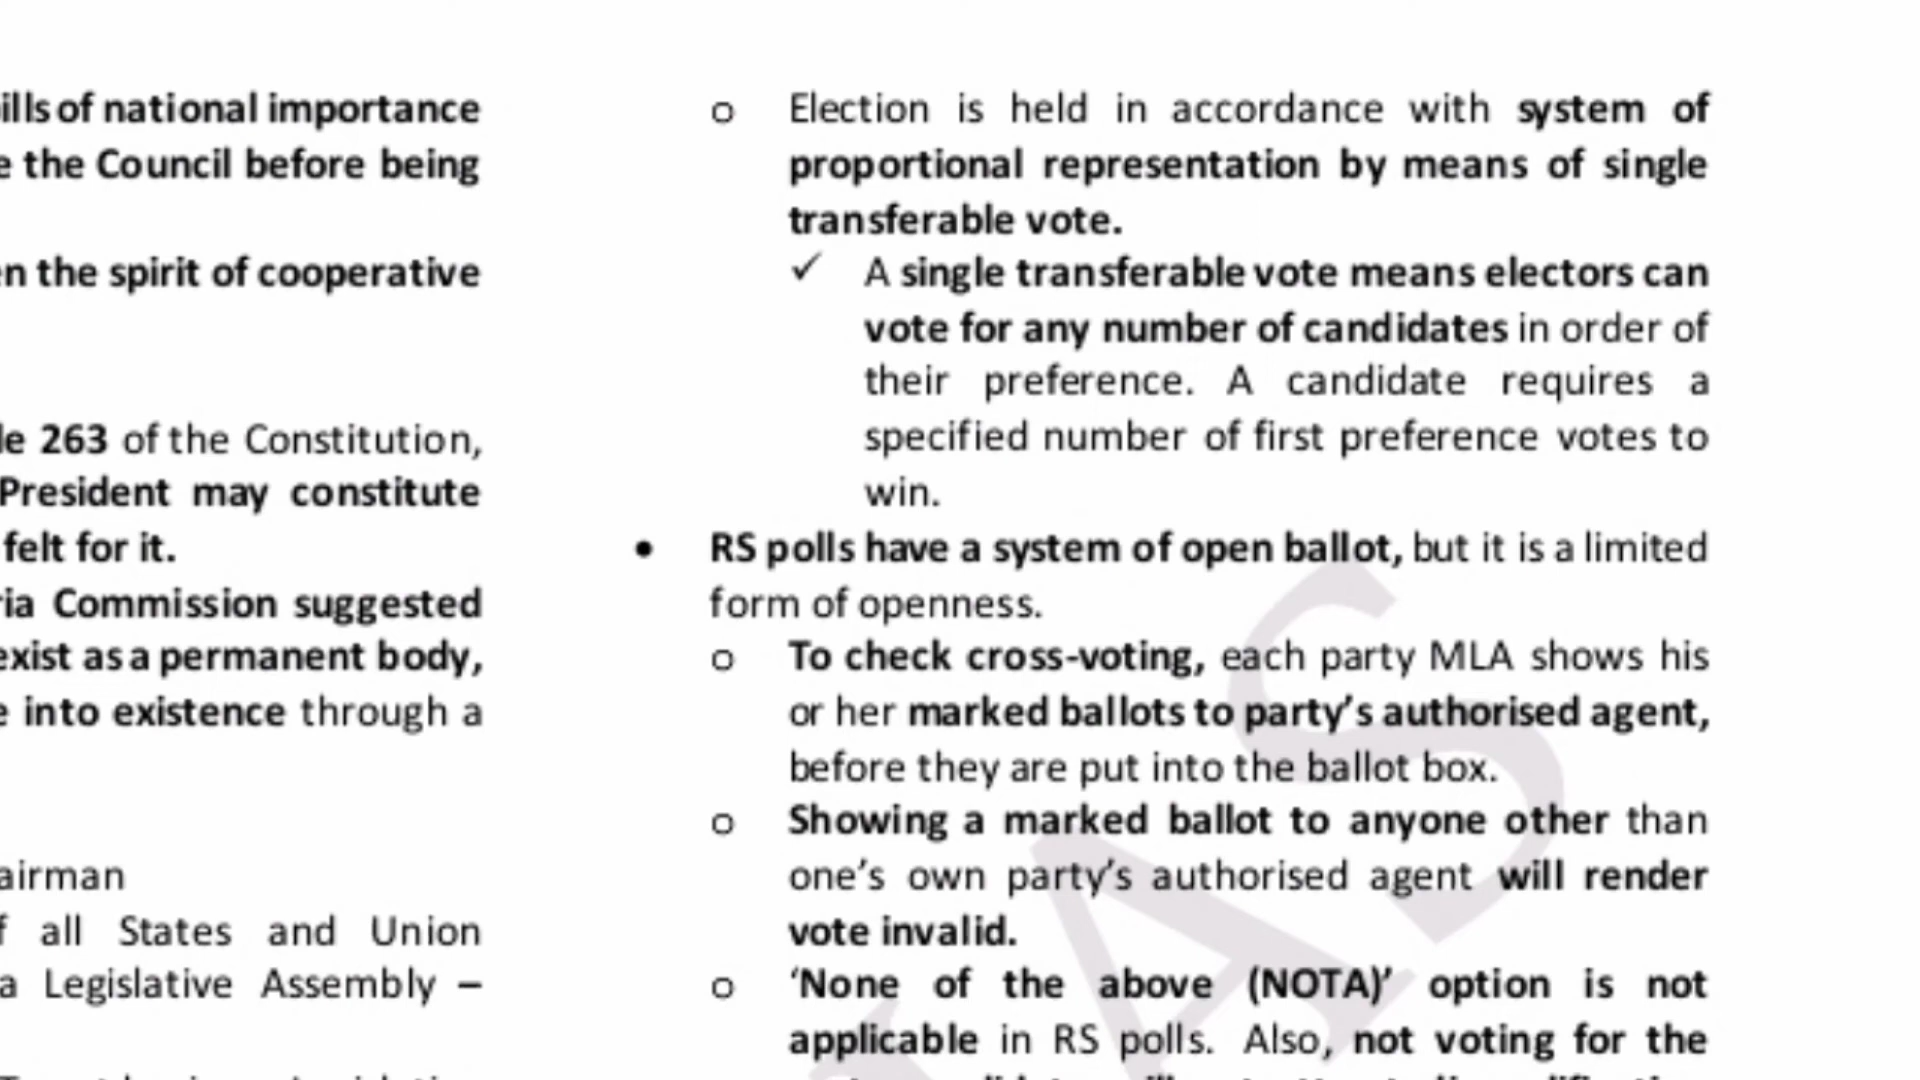 of national importance
the Council before being
the spirit of cooperative
263 of the Constitution,
President may constitute
felt for it.
Commission suggested
exist as a permanent body,
into existence through a
all States and Union
a Legislative Assembly –
o Election is held in accordance with system of
proportional representation by means of single
transferable vote.
✓ A single transferable vote means electors can
vote for any number of candidates in order of
their preference. A candidate requires a
specified number of first preference votes to
win.
• RS polls have a system of open ballot, but it is a limited
form of openness.
o To check cross-voting, each party MLA shows his
or her marked ballots to party’s authorised agent,
before they are put into the ballot box.
o Showing a marked ballot to anyone other than
one’s own party’s authorised agent will render
vote invalid.
o ‘None of the above (NOTA)’ option is not
applicable in RS polls. Also, not voting for the